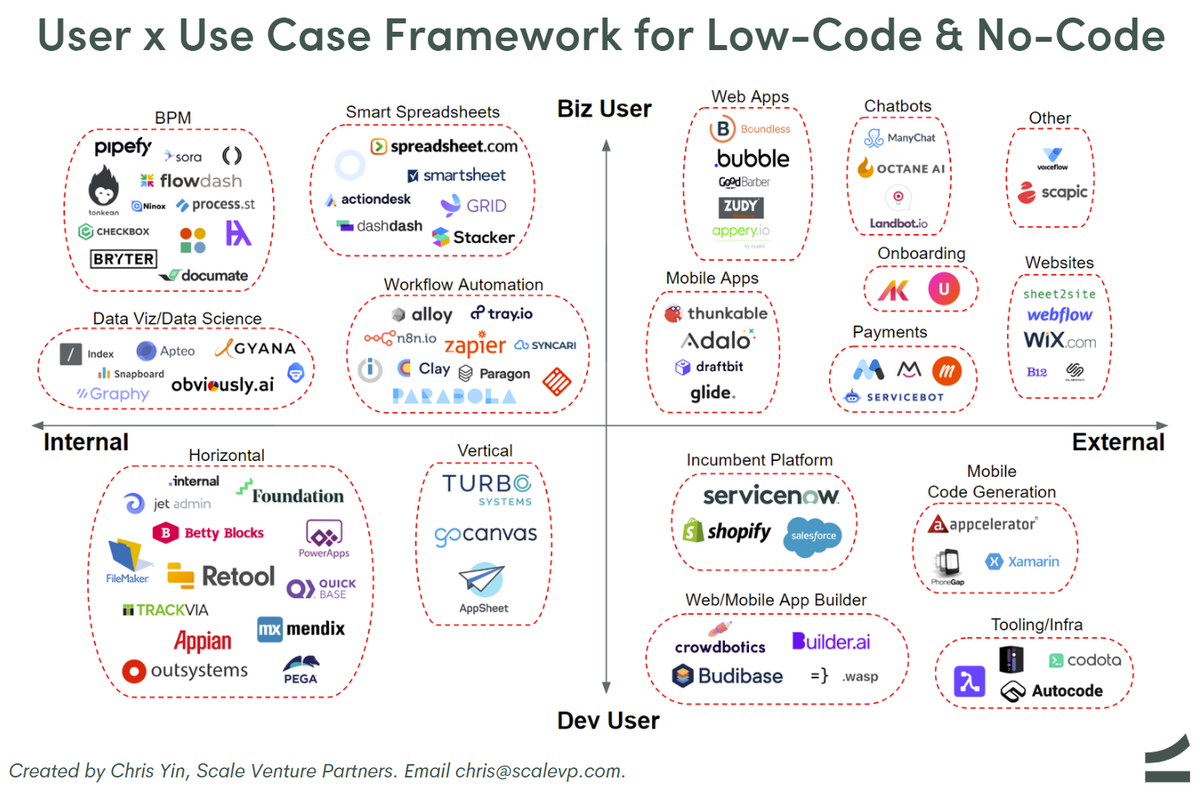 User x Use Case Framework for Low-Code & No-Code
Biz User
BPM
pipefy
sora
flowdash
tonkean
Ninox
process.st
CHECKBOX
BRYTER
documate
Smart Spreadsheets
spreadsheet.com
smartsheet
actiondesk
GRID
dashdash
Stacker
Data Viz/Data Science
Index
Apteo
GYANA
Snapboard
obviously.ai
Graphy
Workflow Automation
alloy
tray.io
n8n.io
zapier
SYNCARI
Clay
Paragon
PARABOLA
Web Apps
B
Boundless
.bubble
GoodBarber
ZUDY
appery.io
Mobile Apps
thunkable
Adalo
draftbit
glide.
Chatbots
ManyChat
OCTANE AI
Landbot.io
Onboarding
U
Payments
m
SERVICEBOT
Other
VOICEFLOW
scapic
Websites
sheet2site
webflow
WiX.com
B12
Internal
External
Horizontal
.internal
Foundation
jet admin
B
Betty Blocks
PowerApps
FileMaker
Retool
QUICK
BASE
TRACKVIA
Appian
mx
mendix
outsystems
PEGA
Vertical
TURBO
SYSTEMS
gocanvas
AppSheet
Incumbent Platform
servicenow
shopify
salesforce
Mobile
Code Generation
appcelerator
PhoneGap
Xamarin
Web/Mobile App Builder
crowdbotics
Builder.ai
Budibase
=}
.wasp
Tooling/Infra
codota
Autocode
Dev User
Created by Chris Yin, Scale Venture Partners. Email chris@scalevp.com.